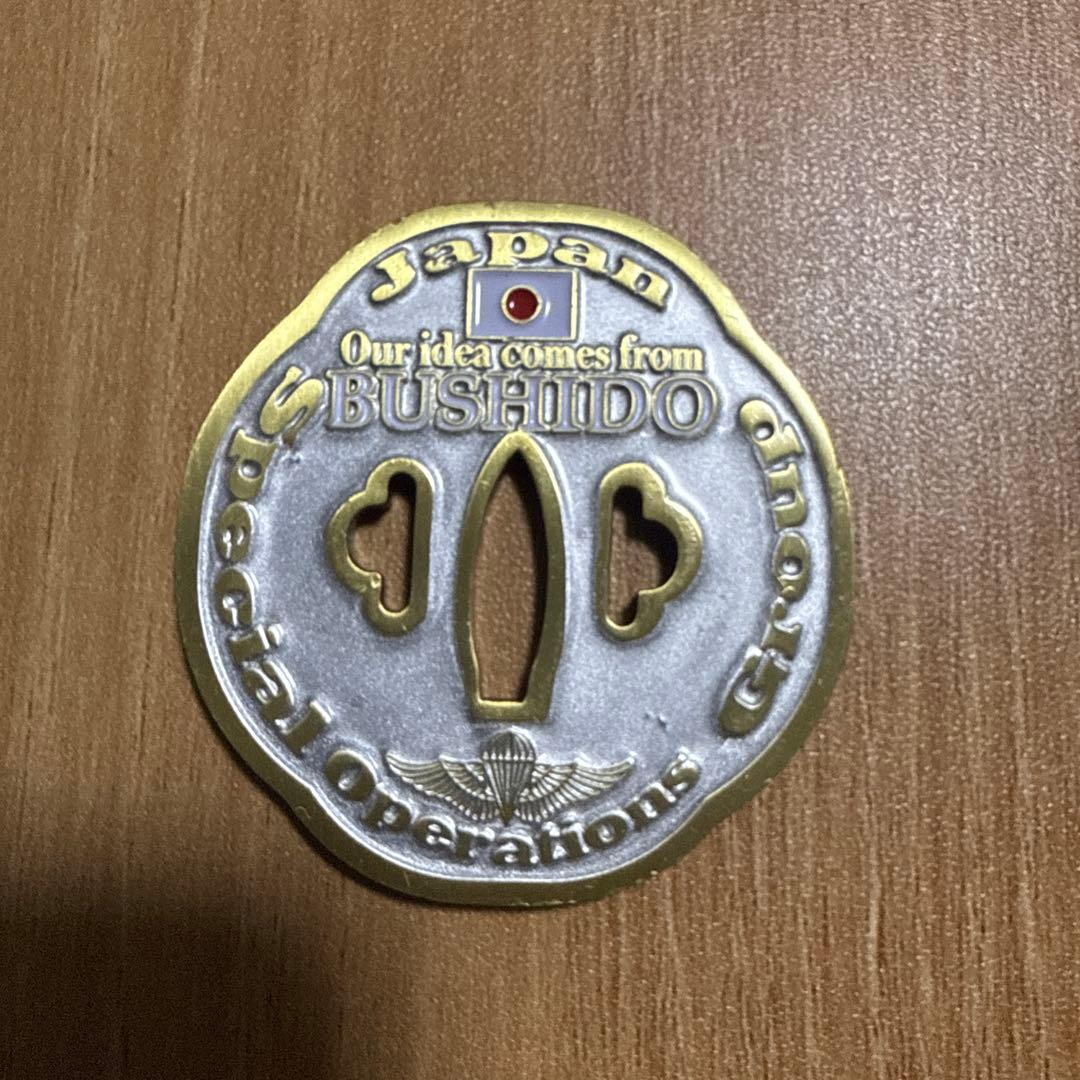 Japan
Our idea comes from
BUSHIDO
Special Operations Group